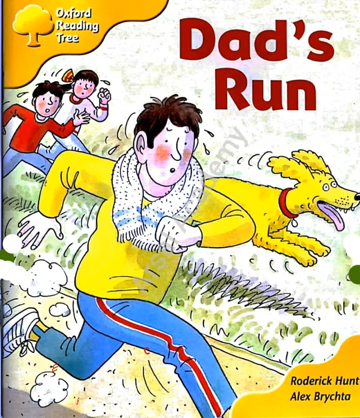 Oxford
Reading
Tree
Dad's
Run
Roderick Hunt
Alex Brychta